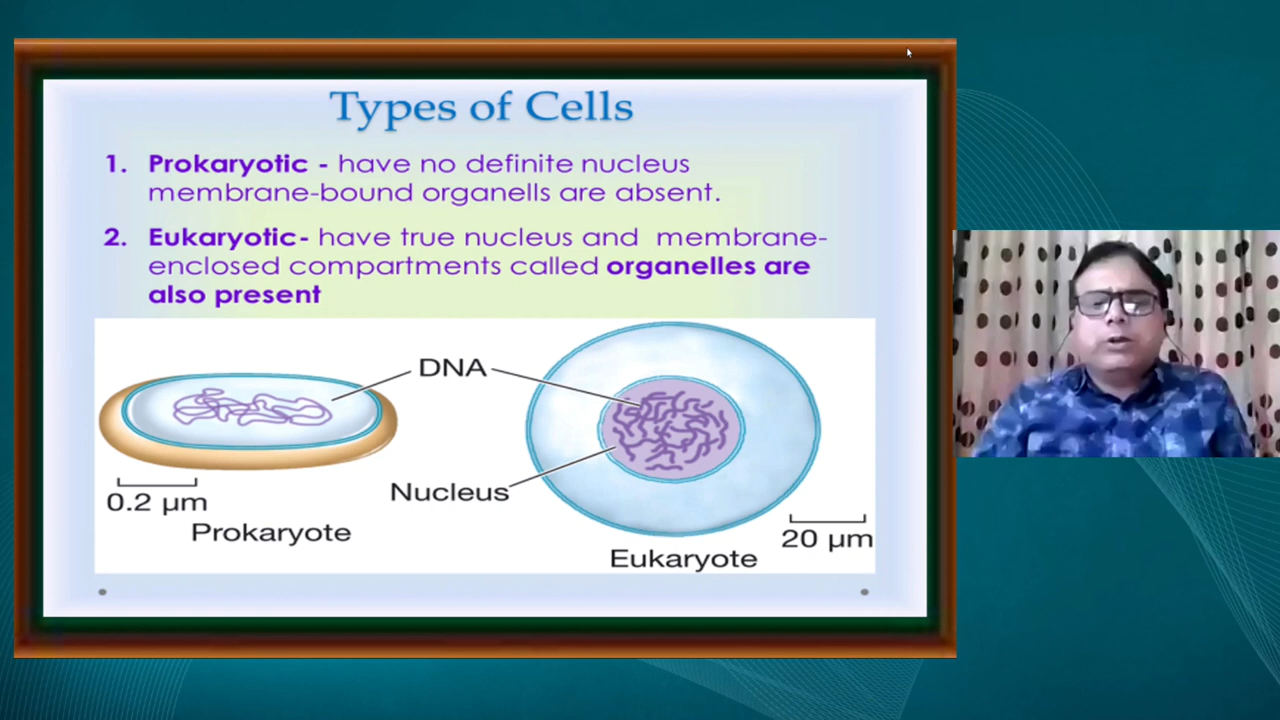 Types of Cells
1. Prokaryotic - have no definite nucleus
membrane-bound organells are absent.
2. Eukaryotic- have true nucleus and membrane-
enclosed compartments called organelles are
also present
DNA
Nucleus
0.2 µm
Prokaryote
20 µm
Eukaryote